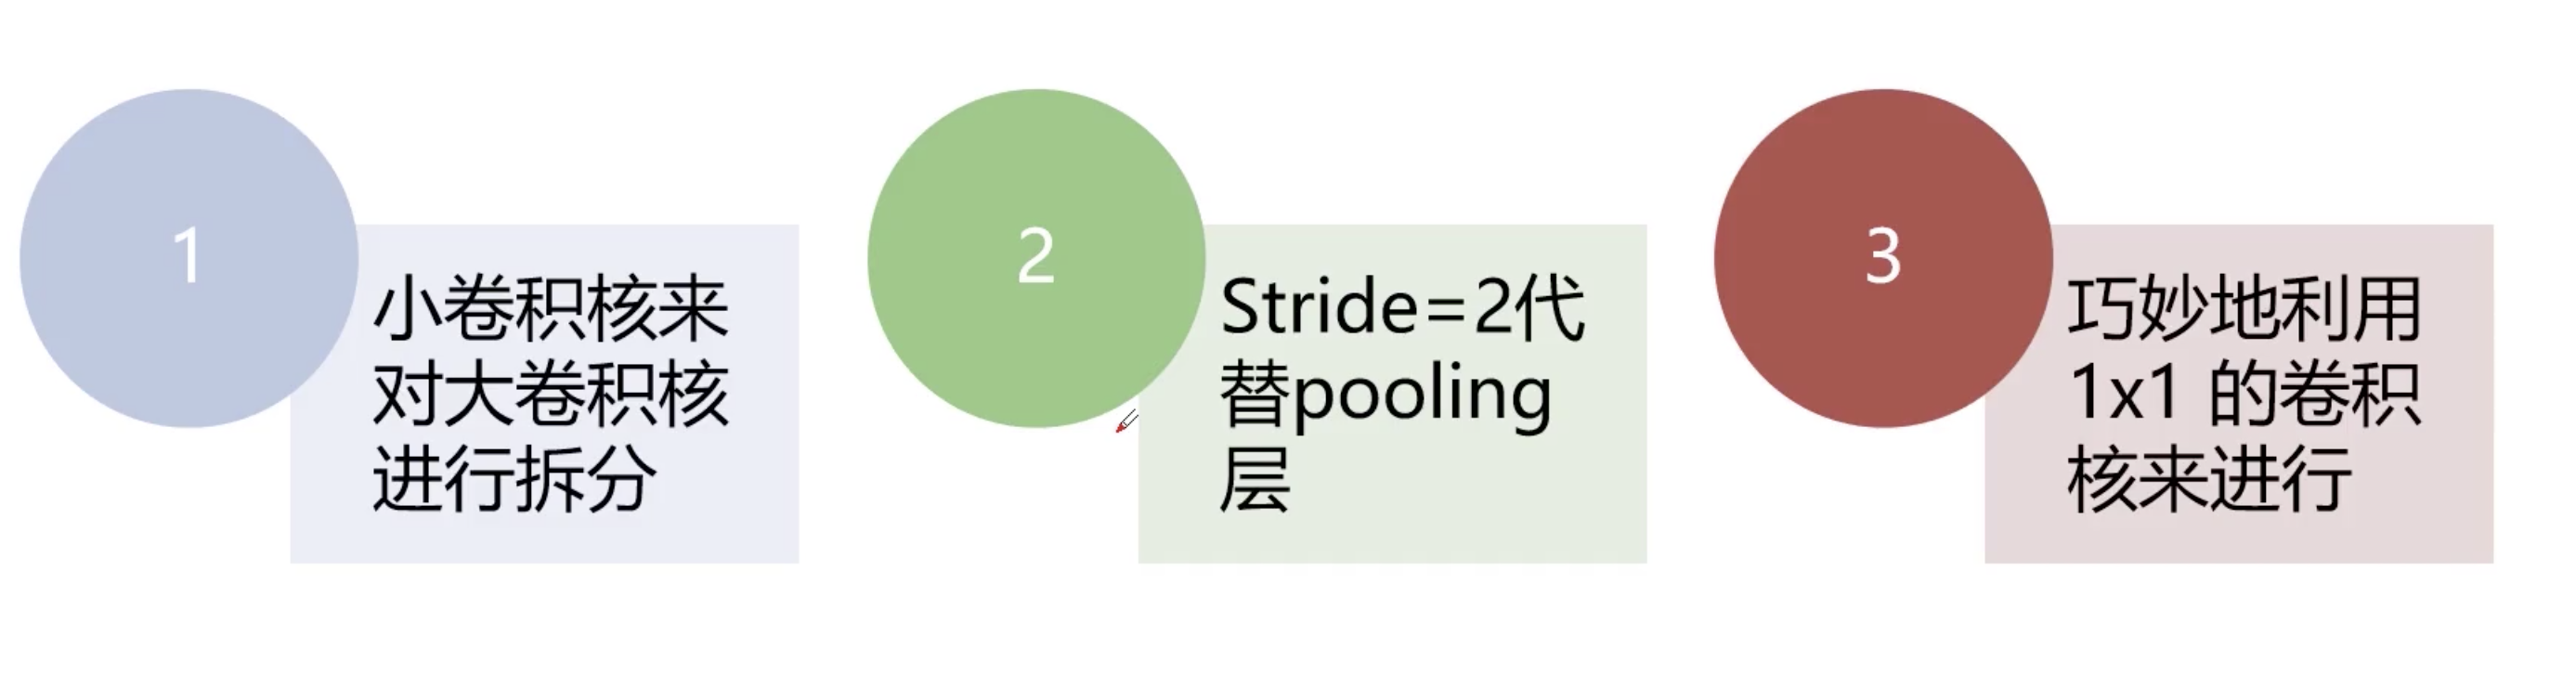 1
小卷积核来
对大卷积核
进行拆分
2
Stride=2代
替pooling
层
3
巧妙地利用
1x1 的卷积
核来进行